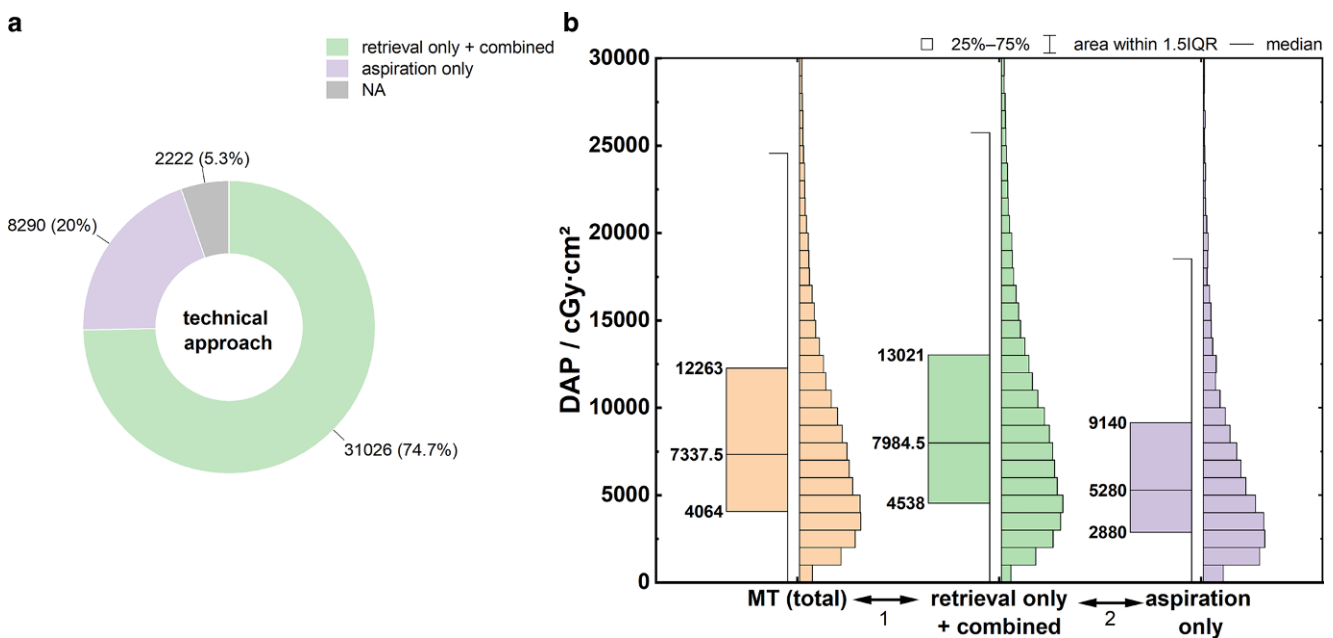 a
retrieval only + combined
aspiration only
NA
2222 (5.3%)
8290 (20%)
technical
approach
31026 (74.7%)
b
25%–75% area within 1.5IQR median
DAP / cGy·cm²
30000
25000
20000
15000
10000
5000
0
12263
7337.5
4064
13021
7984.5
4538
9140
5280
2880
MT (total)
1
retrieval only
+ combined
2
aspiration
only